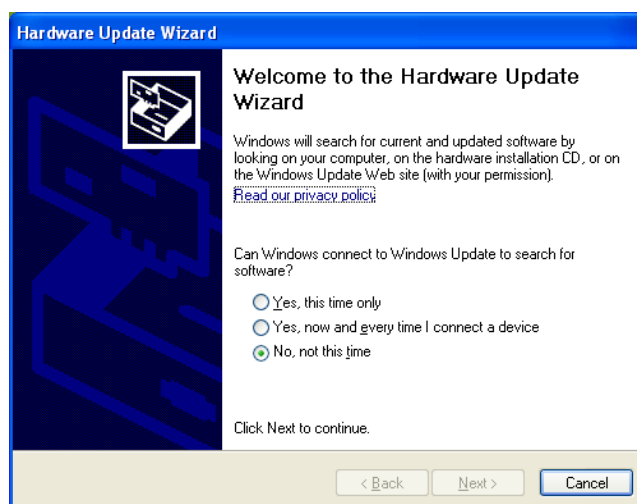 Hardware Update Wizard
Welcome to the Hardware Update
Wizard
Windows will search for current and updated software by
looking on your computer, on the hardware installation CD, or on
the Windows Update Web site (with your permission).
Read our privacy policy
Can Windows connect to Windows Update to search for
software?
Yes, this time only
Yes, now and every time I connect a device
No, not this time
Click Next to continue.
< Back Next > Cancel